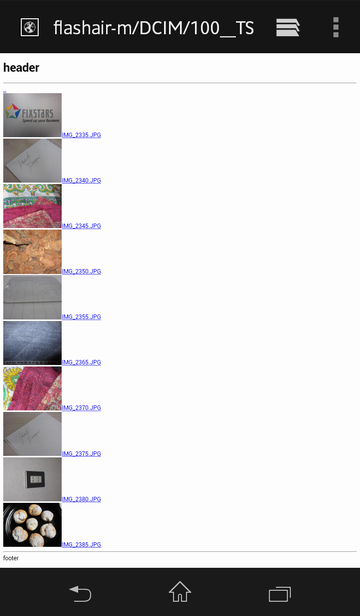 flashair-m/DCIM/100__TS
header
..
FIXSTARS
Speed up your Business
IMG_2335.JPG
IMG_2340.JPG
IMG_2345.JPG
IMG_2350.JPG
IMG_2355.JPG
IMG_2365.JPG
IMG_2370.JPG
IMG_2375.JPG
IMG_2380.JPG
IMG_2385.JPG
footer